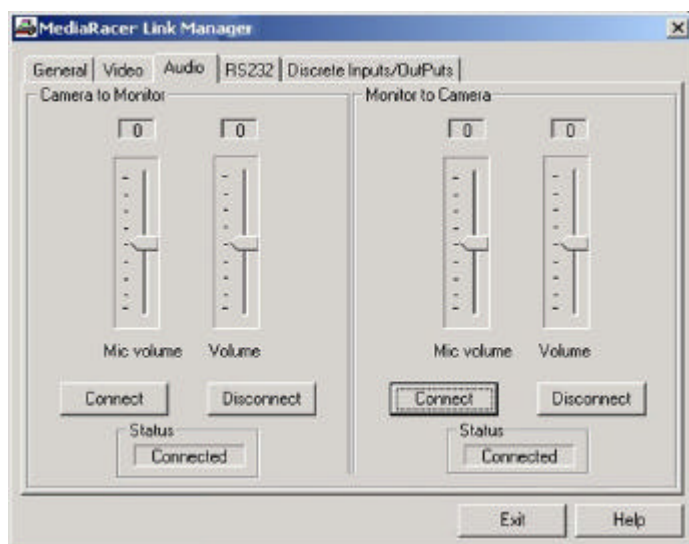 MediaRacer Link Manager
General Video Audio RS232 Discrete Inputs/OutPuts
Camera to Monitor
0 0
Mic volume Volume
Connect Disconnect
Status
Connected
Monitor to Camera
0 0
Mic volume Volume
Connect Disconnect
Status
Connected
Exit Help